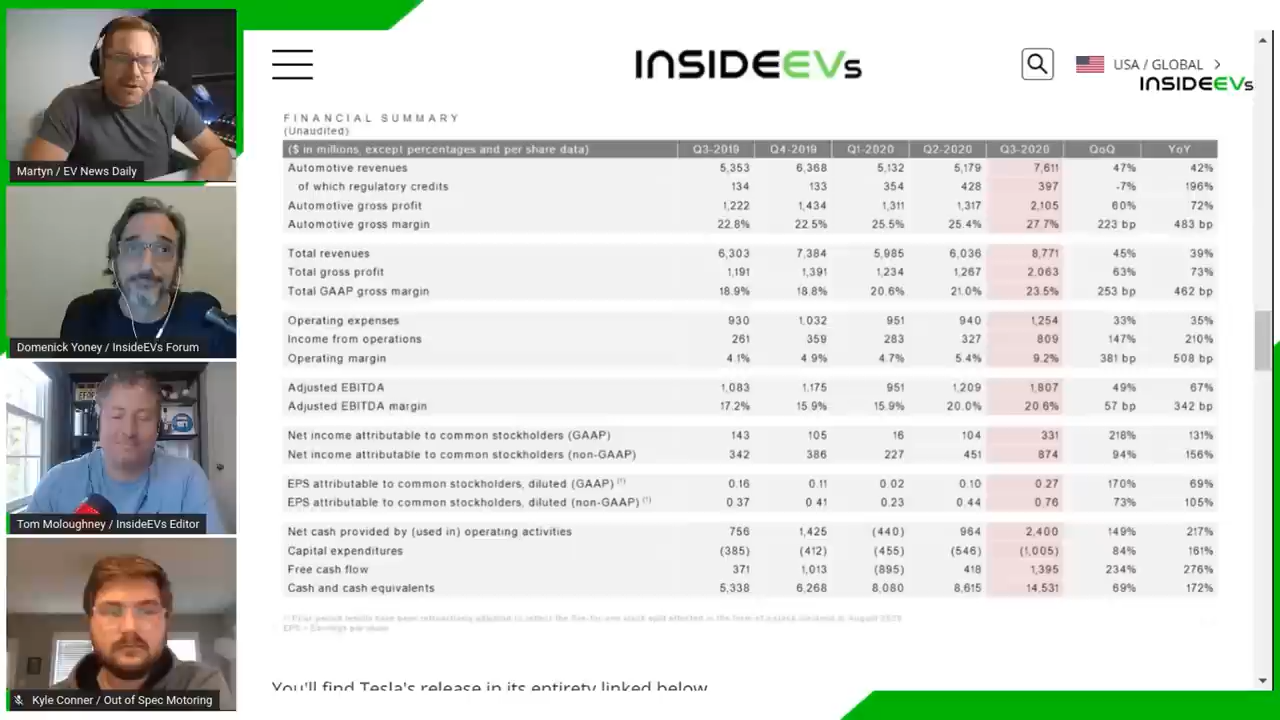 Martyn / EV News Daily
Domenick Yoney / InsideEVs Forum
Tom Moloughney / InsideEVs Editor
Kyle Conner / Out of Spec Motoring
INSIDEEVs
USA / GLOBAL
INSIDEEVs
FINANCIAL SUMMARY
(Unaudited)
($ in millions, except percentages and per share data) Q3-2019 Q4-2019 Q1-2020 Q2-2020 Q3-2020 QoQ YoY
Automotive revenues 5,353 6,368 5,132 5,179 7,611 47% 42%
of which regulatory credits 134 133 354 428 397 -7% 196%
Automotive gross profit 1,222 1,434 1,311 1,317 2,105 60% 72%
Automotive gross margin 22.8% 22.5% 25.5% 25.4% 27.7% 223 bp 483 bp
Total revenues 6,303 7,384 5,985 6,036 8,771 45% 39%
Total gross profit 1,191 1,391 1,234 1,267 2,063 63% 73%
Total GAAP gross margin 18.9% 18.8% 20.6% 21.0% 23.5% 253 bp 462 bp
Operating expenses 930 1,032 951 940 1,254 33% 35%
Income from operations 261 359 283 327 809 147% 210%
Operating margin 4.1% 4.9% 4.7% 5.4% 9.2% 381 bp 508 bp
Adjusted EBITDA 1,083 1,175 951 1,209 1,807 49% 67%
Adjusted EBITDA margin 17.2% 15.9% 15.9% 20.0% 20.6% 57 bp 342 bp
Net income attributable to common stockholders (GAAP) 143 105 16 104 331 218% 131%
Net income attributable to common stockholders (non-GAAP) 342 386 227 451 874 94% 156%
EPS attributable to common stockholders, diluted (GAAP) (1) 0.16 0.11 0.02 0.10 0.27 170% 69%
EPS attributable to common stockholders, diluted (non-GAAP) (1) 0.37 0.41 0.23 0.44 0.76 73% 105%
Net cash provided by (used in) operating activities 756 1,425 (440) 964 2,400 149% 217%
Capital expenditures (385) (412) (455) (546) (1,005) 84% 161%
Free cash flow 371 1,013 (895) 418 1,395 234% 276%
Cash and cash equivalents 5,338 6,268 8,080 8,615 14,531 69% 172%
EPS = Earnings per share
You'll find Tesla's release in its entirety linked below